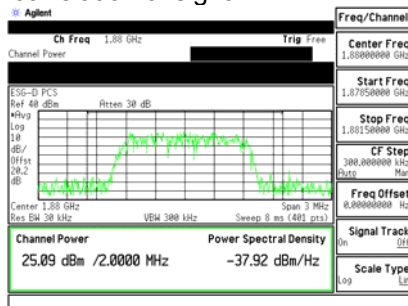 Agilent
Freq/Channel
Ch Freq 1.88 GHz Trig Free
Channel Power
Center Freq
1.88000000 GHz
Start Freq
1.87850000 GHz
Stop Freq
1.88150000 GHz
CF Step
300.000000 kHz
Auto Man
Freq Offset
0.00000000 Hz
Signal Track
On Off
Scale Type
Log Lin
ESG-D PCS
Ref 40 dBm Atten 30 dB
#Avg
Log
10
dB/
Offst
20.2
dB
Center 1.88 GHz Span 3 MHz
Res BW 30 kHz VBW 300 kHz Sweep 8 ms (401 pts)
Channel Power Power Spectral Density
25.09 dBm /2.0000 MHz -37.92 dBm/Hz